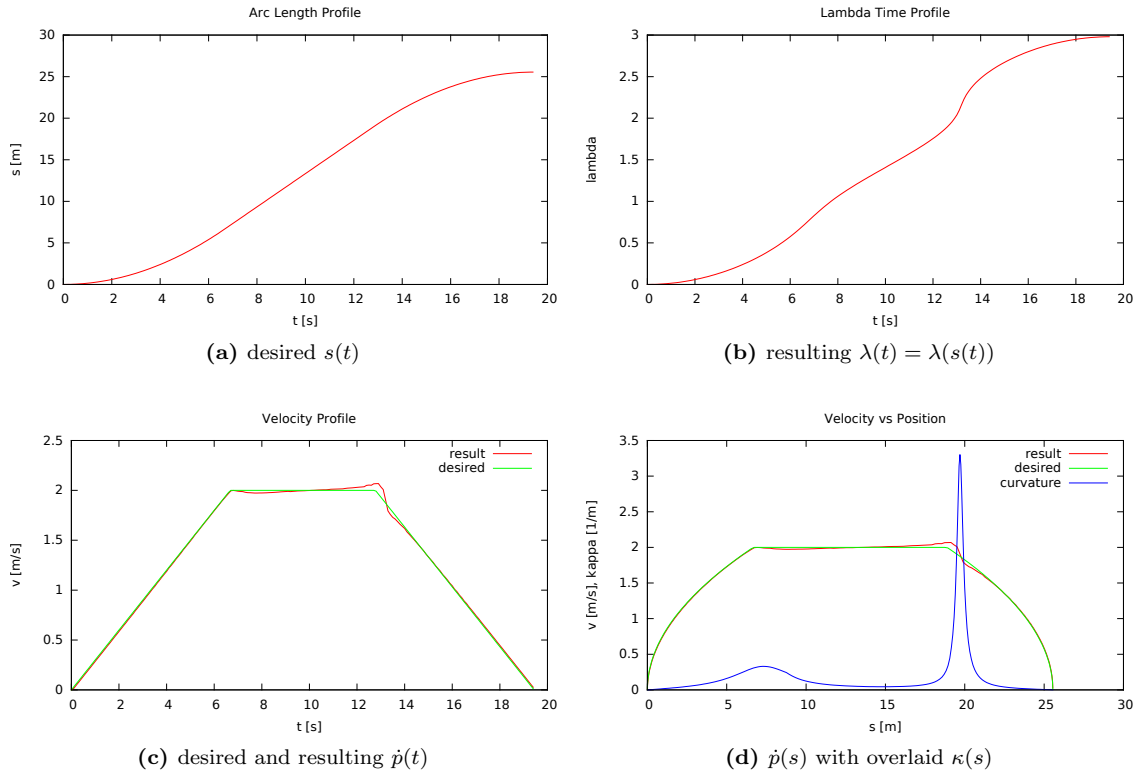 Arc Length Profile
30
25
20
15
10
5
0
s [m]
0 2 4 6 8 10 12 14 16 18 20
t [s]
(a) desired s(t)
Lambda Time Profile
3
2.5
2
1.5
1
0.5
0
lambda
0 2 4 6 8 10 12 14 16 18 20
t [s]
(b) resulting λ(t) = λ(s(t))
Velocity Profile
2.5
2
1.5
1
0.5
0
v [m/s]
result
desired
0 2 4 6 8 10 12 14 16 18 20
t [s]
(c) desired and resulting ṗ(t)
Velocity vs Position
3.5
3
2.5
2
1.5
1
0.5
0
v [m/s], kappa [1/m]
result
desired
curvature
0 5 10 15 20 25 30
s [m]
(d) ṗ(s) with overlaid κ(s)